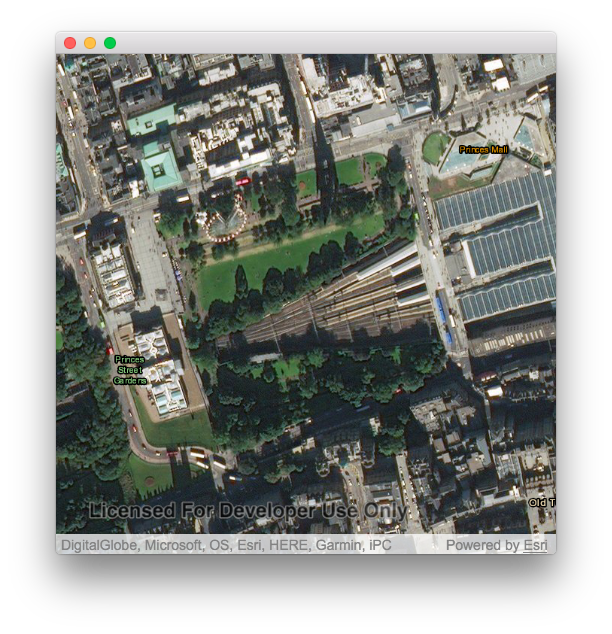 Princes Mall
Princes
Street
Gardens
Old T
Licensed For Developer Use Only
DigitalGlobe, Microsoft, OS, Esri, HERE, Garmin, iPC
Powered by Esri